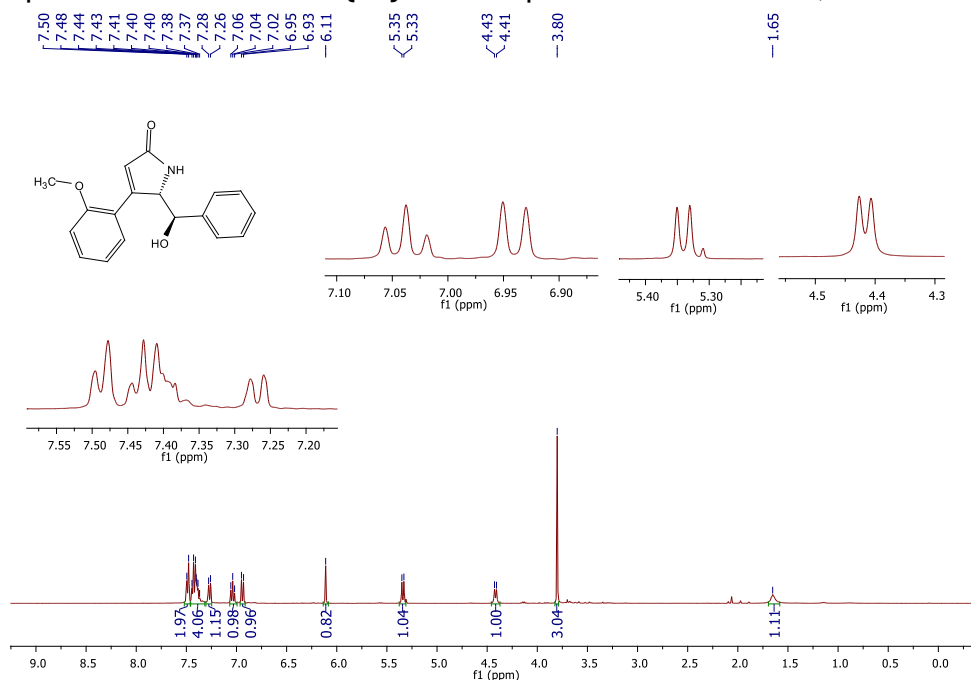 7.50 7.48 7.44 7.43 7.41 7.40 7.40 7.38 7.37 7.28 7.26 7.06 7.04 7.02 6.95 6.93 6.11 5.35 5.33 4.43 4.41 3.80 1.65
O
NH
H₃C
O
HO
7.10 7.05 7.00 6.95 6.90
f1 (ppm)
5.40 5.30
f1 (ppm)
4.5 4.4 4.3
f1 (ppm)
7.55 7.50 7.45 7.40 7.35 7.30 7.25 7.20
f1 (ppm)
1.97 4.06 1.15 0.98 0.96 0.82 1.04 1.00 3.04 1.11
9.0 8.5 8.0 7.5 7.0 6.5 6.0 5.5 5.0 4.5 4.0 3.5 3.0 2.5 2.0 1.5 1.0 0.5 0.0
f1 (ppm)